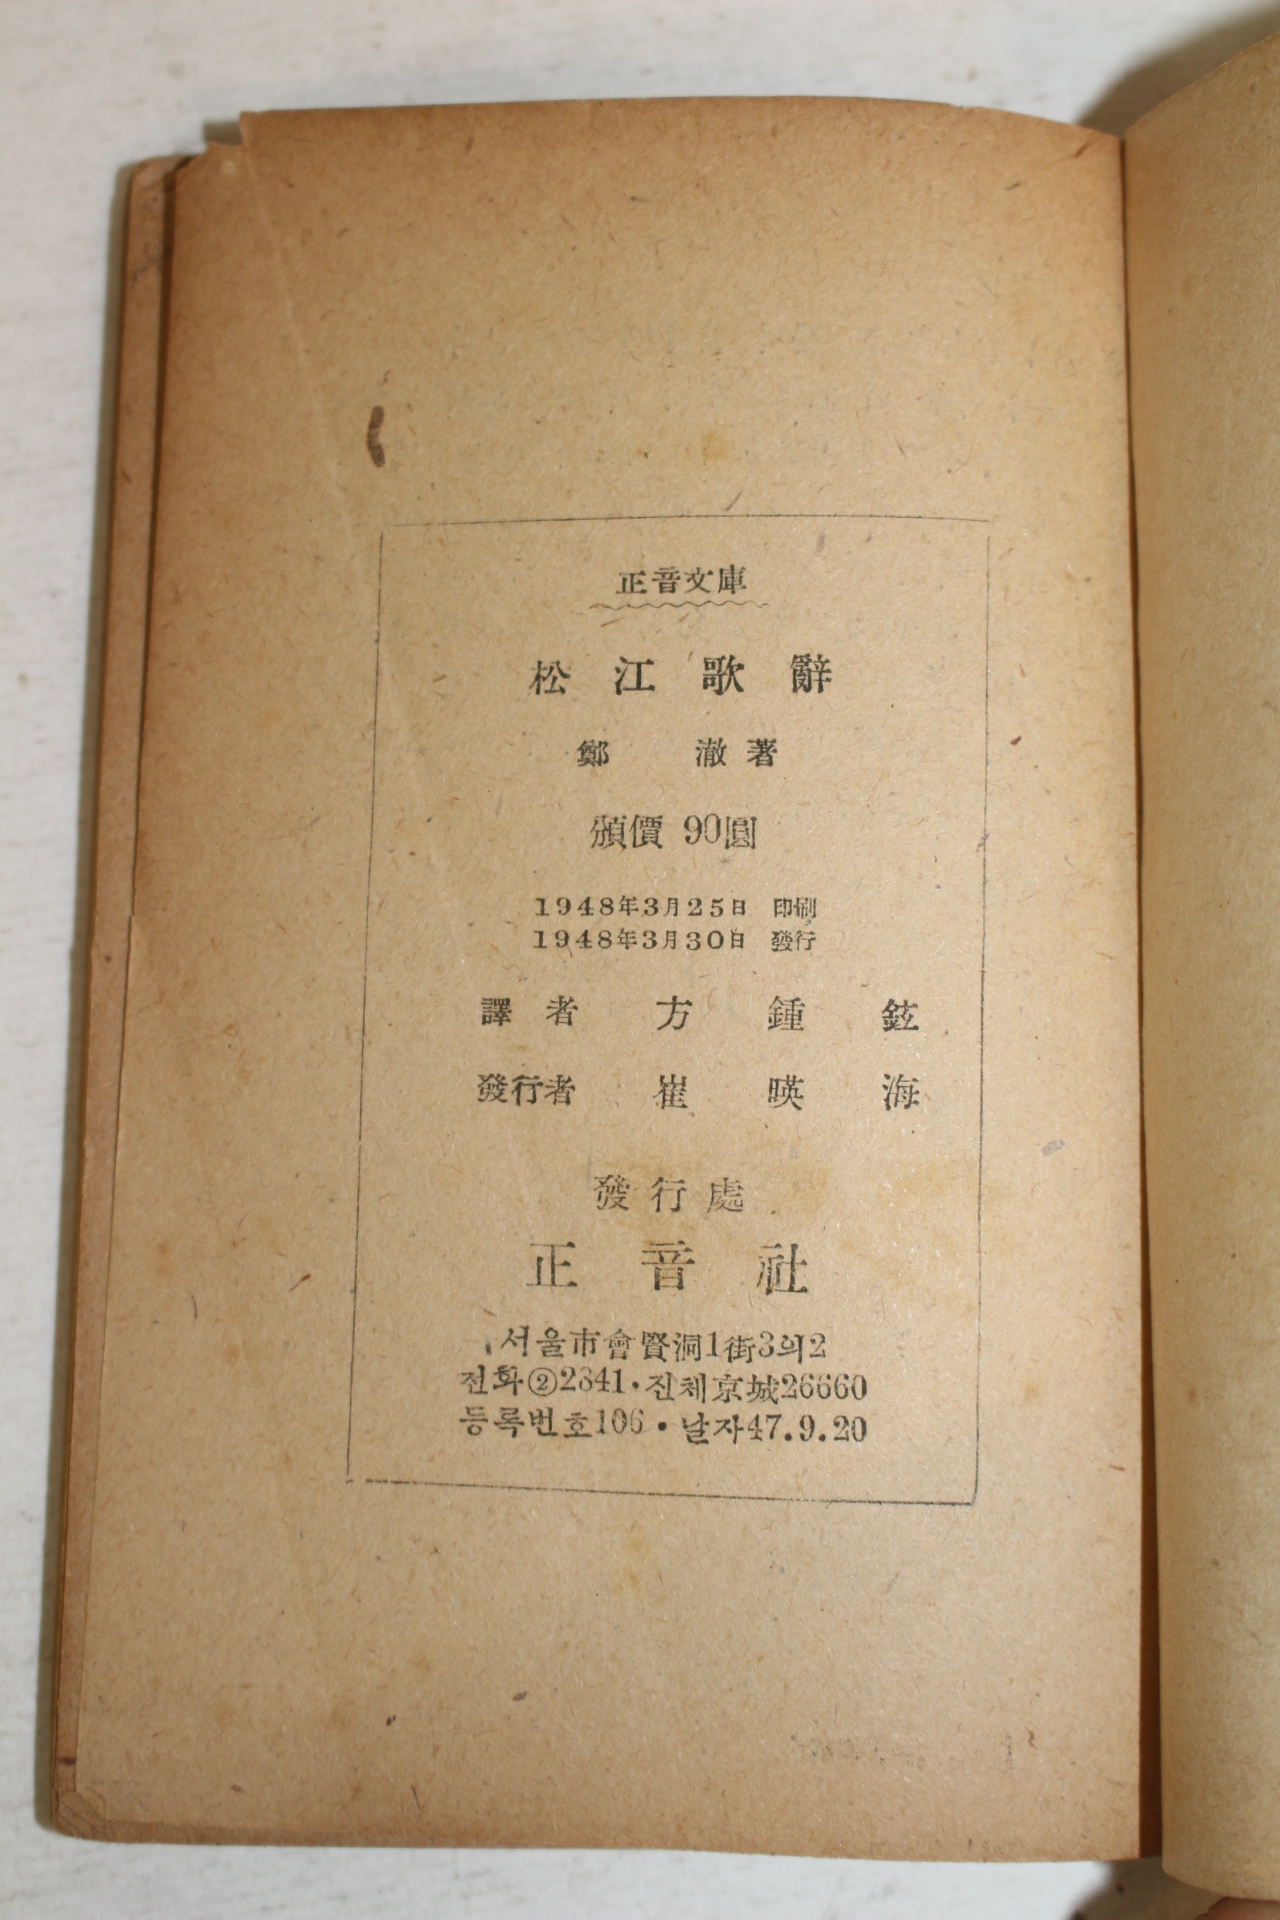 正音文庫
松江歌辭
鄭 澈 著
頒價 90圓
1948年3月25日 印刷
1948年3月30日 發行
譯者 方鍾鉉
發行者 崔暎海
發行處
正音社
서울市會賢洞1街3의2
전화②2341·진체京城26660
등록번호106·날자47.9.20